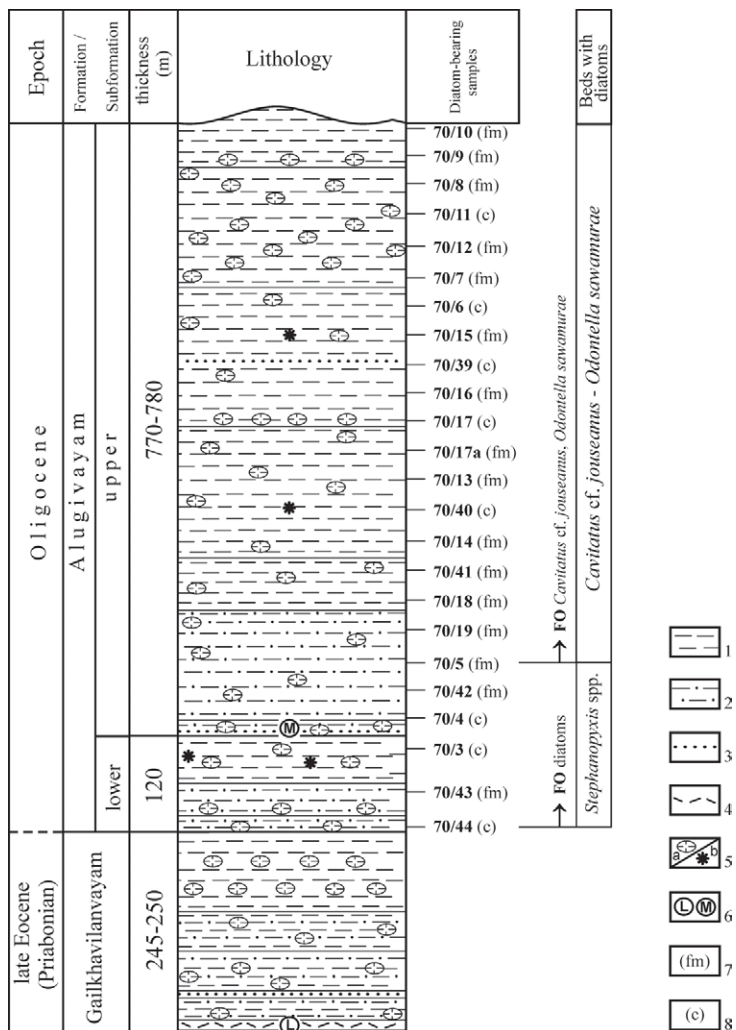 Epoch
Formation /
Subformation
thickness
(m)
Lithology
Diatom-bearing
samples
Beds with
diatoms
Oligocene
Alugivayam
upper
770-780
70/10 (fm)
70/9 (fm)
70/8 (fm)
70/11 (c)
70/12 (fm)
70/7 (fm)
70/6 (c)
70/15 (fm)
70/39 (c)
70/16 (fm)
70/17 (c)
70/17a (fm)
70/13 (fm)
70/40 (c)
70/14 (fm)
70/41 (fm)
70/18 (fm)
70/19 (fm)
70/5 (fm)
70/42 (fm)
70/4 (c)
M
→ FO Cavitatus cf. jouseanus, Odontella sawamurae
Cavitatus cf. jouseanus - Odontella sawamurae
lower
120
70/3 (c)
70/43 (fm)
70/44 (c)
→ FO diatoms
Stephanopyxis spp.
late Eocene
(Priabonian)
Gailkhavilanvayam
245-250
L
1
2
3
4
a b 5
L M 6
(fm) 7
(c) 8